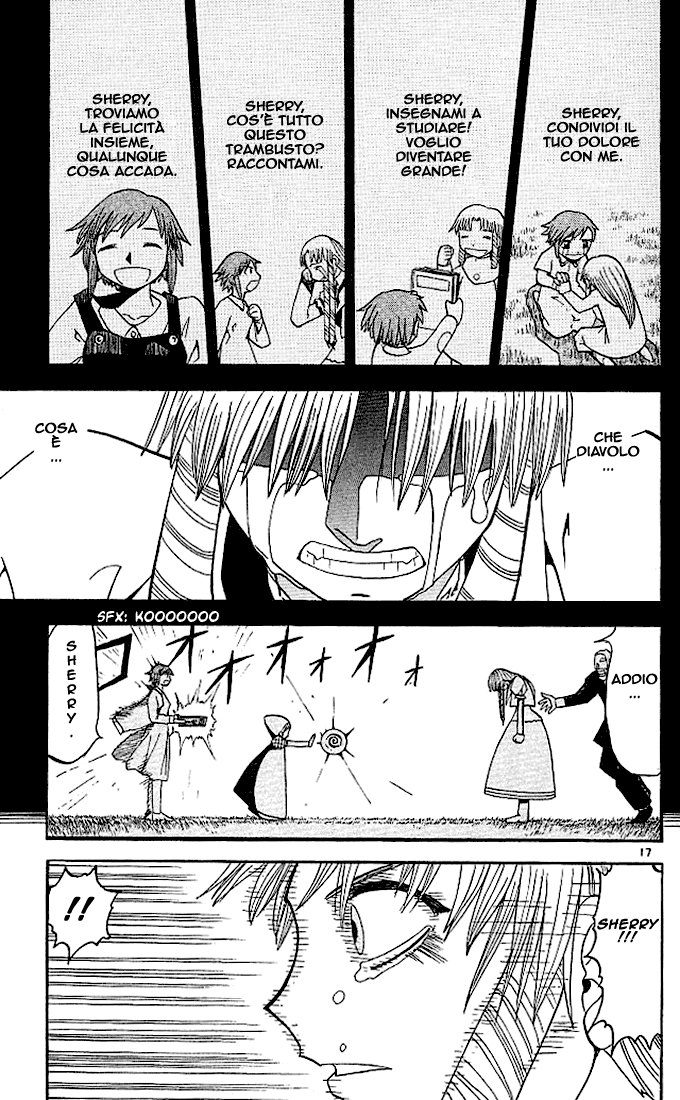 SHERRY,
CONDIVIDI IL
TUO DOLORE
CON ME.
SHERRY,
INSEGNAMI A
STUDIARE!
VOGLIO
DIVENTARE
GRANDE!
SHERRY,
COS'È TUTTO
QUESTO
TRAMBUSTO?
RACCONTAMI.
SHERRY,
TROVIAMO
LA FELICITÀ
INSIEME,
QUALUNQUE
COSA ACCADA.
CHE
DIAVOLO
...
COSA
È
...
SFX: KOOOOOOO
ADDIO
...
SHERRY.
17
SHERRY
!!!
!!